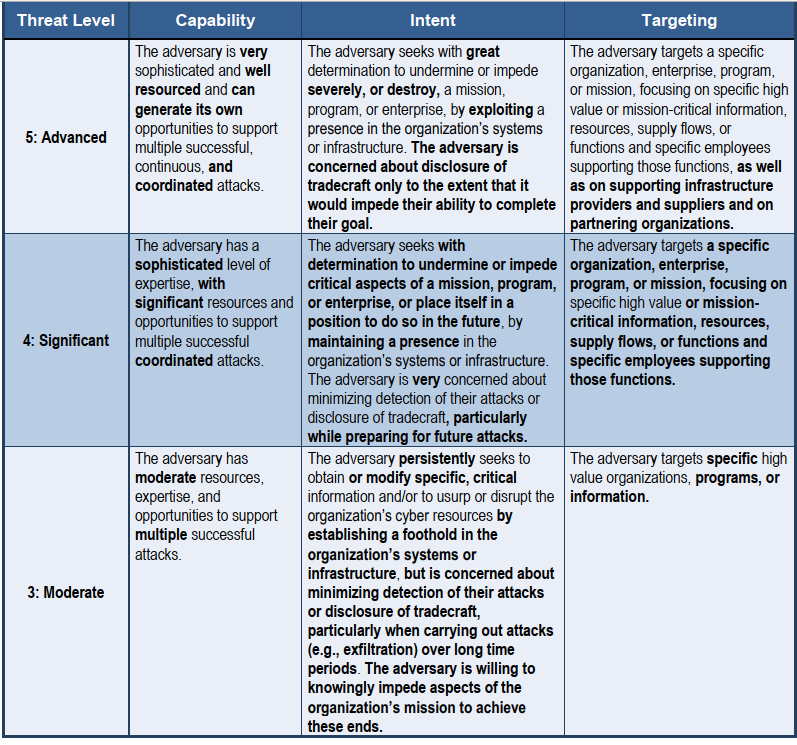 Threat Level Capability Intent Targeting
5: Advanced
The adversary is very
sophisticated and well
resourced and can
generate its own
opportunities to support
multiple successful,
continuous, and
coordinated attacks.
The adversary seeks with great
determination to undermine or impede
severely, or destroy, a mission,
program, or enterprise, by exploiting a
presence in the organization's systems
or infrastructure. The adversary is
concerned about disclosure of
tradecraft only to the extent that it
would impede their ability to complete
their goal.
The adversary targets a specific
organization, enterprise, program,
or mission, focusing on specific high
value or mission-critical information,
resources, supply flows, or
functions and specific employees
supporting those functions, as well
as on supporting infrastructure
providers and suppliers and on
partnering organizations.
4: Significant
The adversary has a
sophisticated level of
expertise, with
significant resources and
opportunities to support
multiple successful
coordinated attacks.
The adversary seeks with
determination to undermine or impede
critical aspects of a mission, program,
or enterprise, or place itself in a
position to do so in the future, by
maintaining a presence in the
organization's systems or infrastructure.
The adversary is very concerned about
minimizing detection of their attacks or
disclosure of tradecraft, particularly
while preparing for future attacks.
The adversary targets a specific
organization, enterprise,
program, or mission, focusing on
specific high value or mission-
critical information, resources,
supply flows, or functions and
specific employees supporting
those functions.
3: Moderate
The adversary has
moderate resources,
expertise, and
opportunities to support
multiple successful
attacks.
The adversary persistently seeks to
obtain or modify specific, critical
information and/or to usurp or disrupt the
organization's cyber resources by
establishing a foothold in the
organization's systems or
infrastructure, but is concerned about
minimizing detection of their attacks
or disclosure of tradecraft,
particularly when carrying out attacks
(e.g., exfiltration) over long time
periods. The adversary is willing to
knowingly impede aspects of the
organization's mission to achieve
these ends.
The adversary targets specific high
value organizations, programs, or
information.